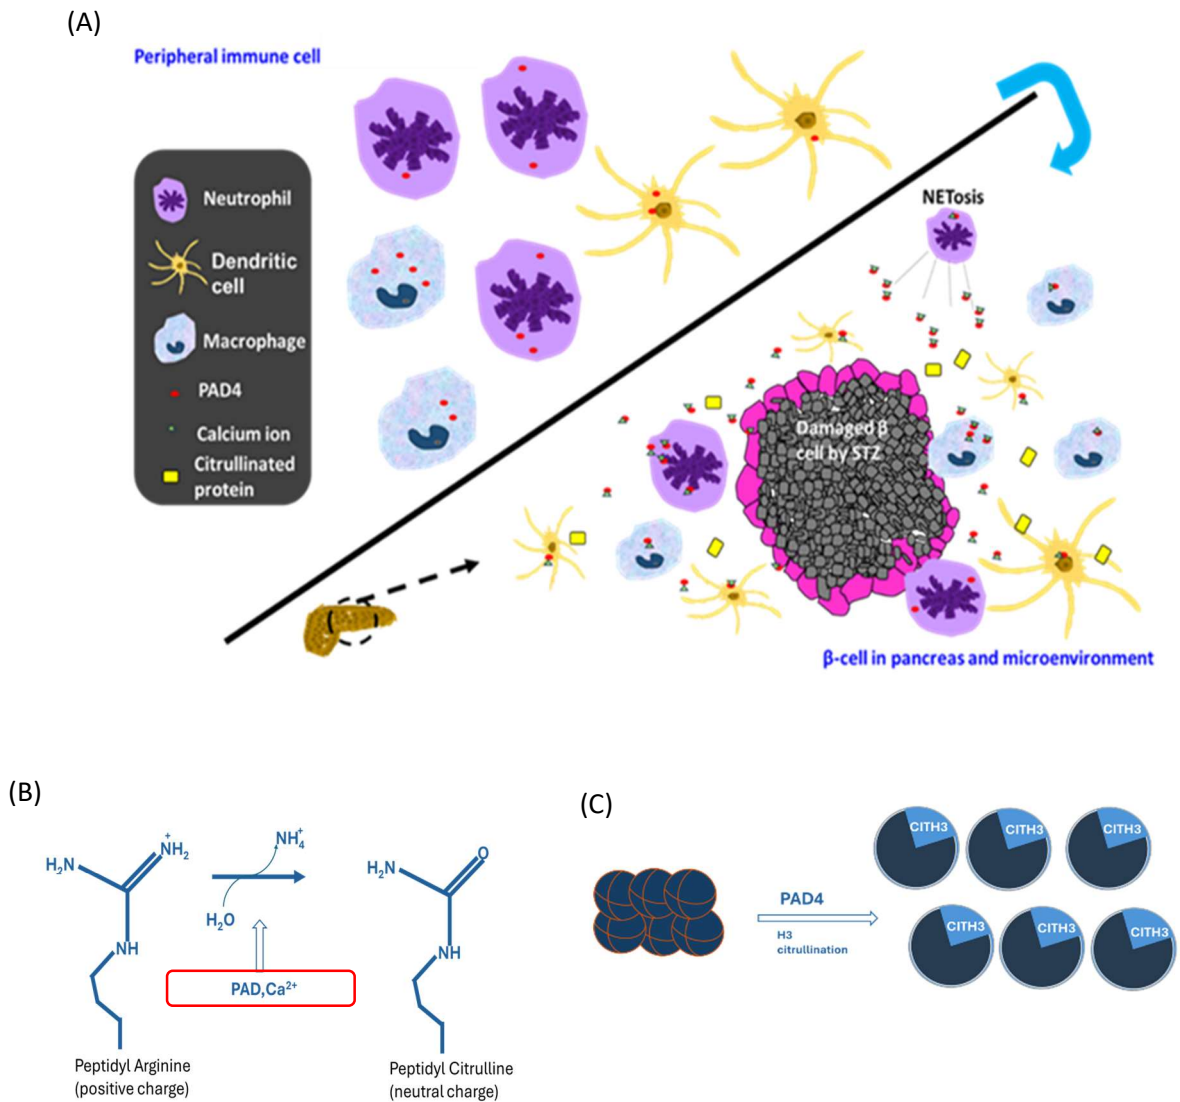 (A)
Peripheral immune cell
Neutrophil
Dendritic
cell
Macrophage
PAD4
Calcium ion
Citrullinated
protein
NETosis
Damaged β
cell by STZ
β-cell in pancreas and microenvironment
(B)
H₂N
NH₂⁺
NH₄⁺
H₂O
NH
PAD,Ca²⁺
Peptidyl Arginine
(positive charge)
H₂N
O
NH
Peptidyl Citrulline
(neutral charge)
(C)
PAD4
H3
citrullination
CITH3
CITH3
CITH3
CITH3
CITH3
CITH3